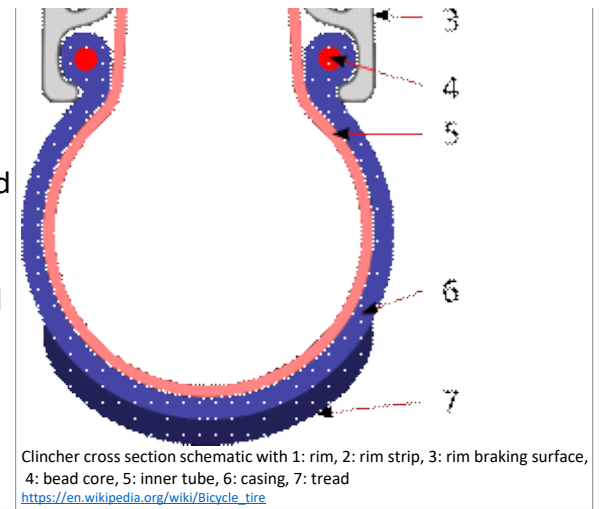 3
4
d
5
6
7
Clincher cross section schematic with 1: rim, 2: rim strip, 3: rim braking surface,
4: bead core, 5: inner tube, 6: casing, 7: tread
https://en.wikipedia.org/wiki/Bicycle_tire